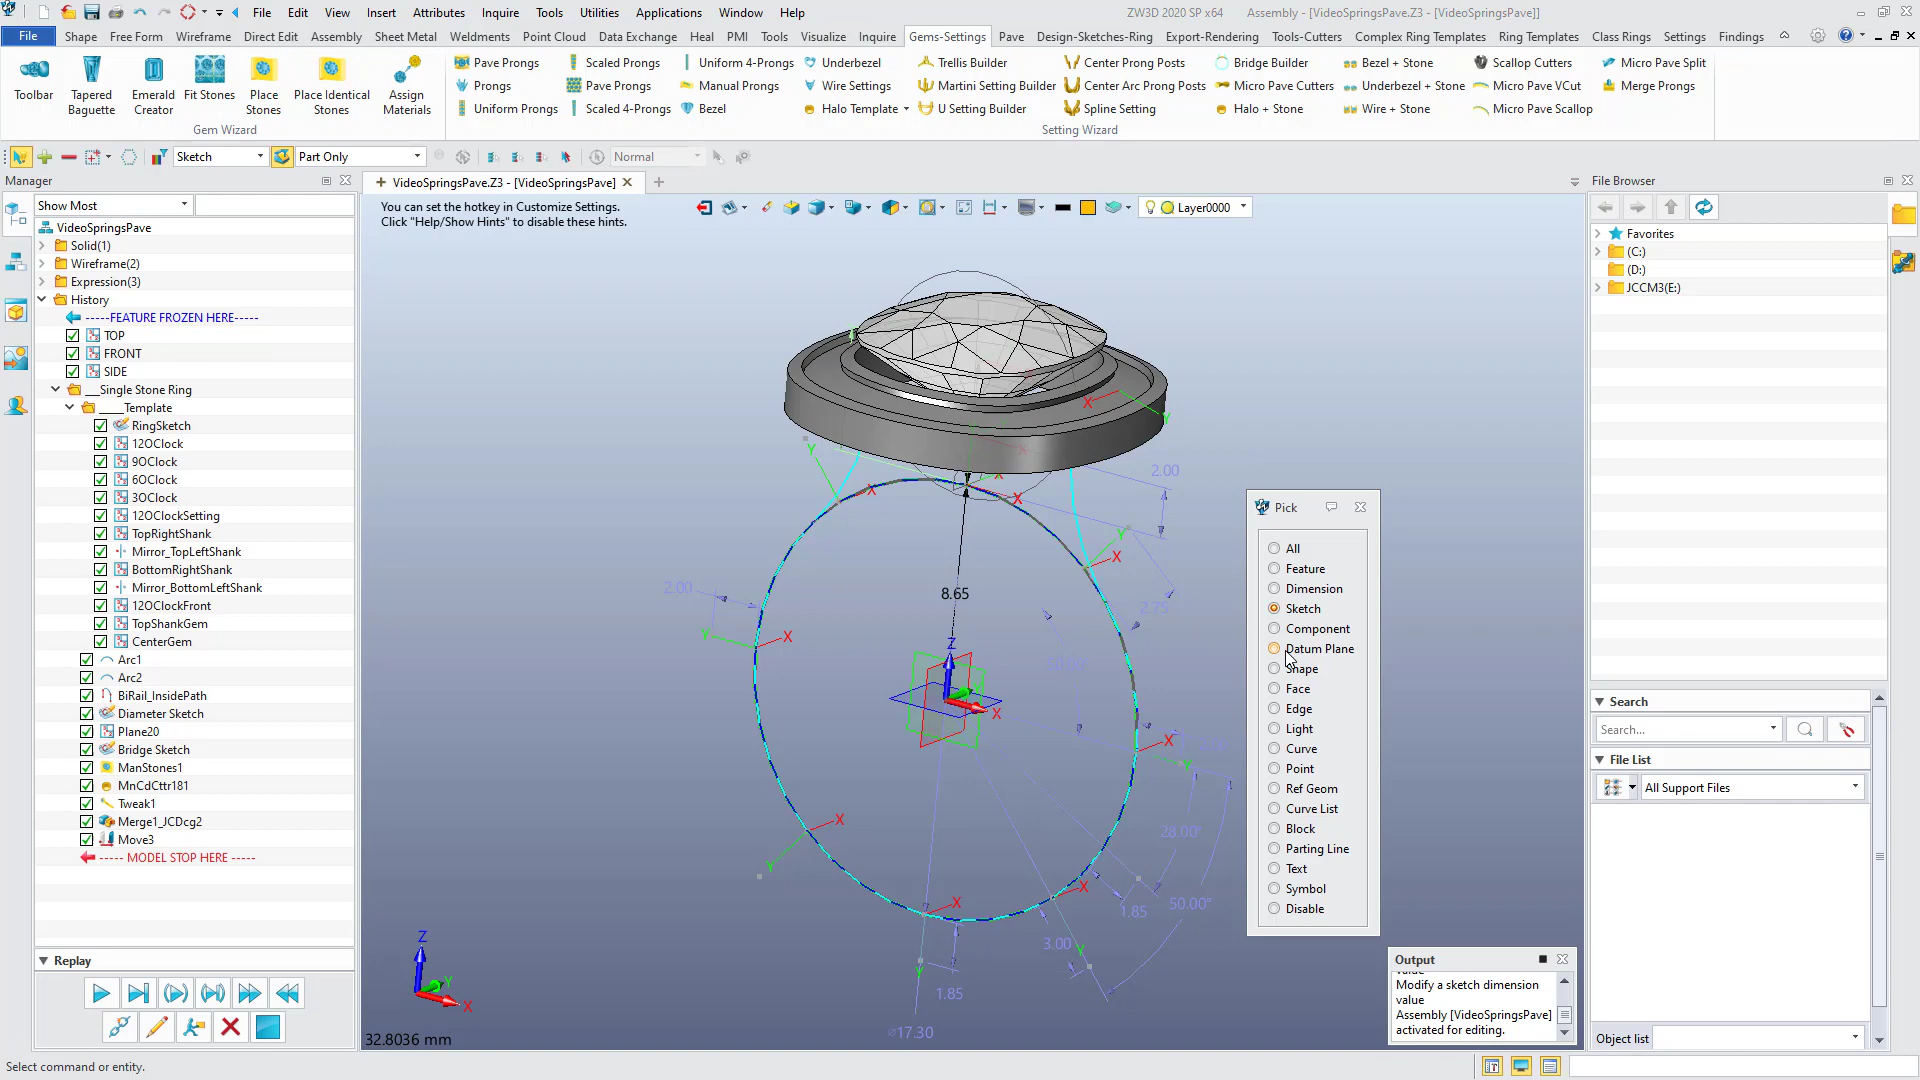 File Edit View Insert Attributes Inquire Tools Utilities Applications Window Help
ZW3D 2020 SP x64 Assembly - [VideoSpringsPave.Z3 - [VideoSpringsPave]]
File Shape Free Form Wireframe Direct Edit Assembly Sheet Metal Weldments Point Cloud Data Exchange Heal PMI Tools Visualize Inquire Gems-Settings Pave Design-Sketches-Ring Export-Rendering Tools-Cutters Complex Ring Templates Ring Templates Class Rings Settings Findings
Toolbar
Tapered Baguette
Emerald Creator
Fit Stones
Place Stones
Place Identical Stones
Assign Materials
Gem Wizard
Pave Prongs Scaled Prongs Uniform 4-Prongs Underbezel Trellis Builder Center Prong Posts Bridge Builder Bezel + Stone Scallop Cutters Micro Pave Split
Prongs Pave Prongs Manual Prongs Wire Settings Martini Setting Builder Center Arc Prong Posts Micro Pave Cutters Underbezel + Stone Micro Pave VCut Merge Prongs
Uniform Prongs Scaled 4-Prongs Bezel Halo Template U Setting Builder Spline Setting Halo + Stone Wire + Stone Micro Pave Scallop
Setting Wizard
Sketch Part Only Normal
Manager
Show Most
VideoSpringsPave
Solid(1)
Wireframe(2)
Expression(3)
History
-----FEATURE FROZEN HERE-----
TOP
FRONT
SIDE
__Single Stone Ring
____Template
RingSketch
12OClock
9OClock
6OClock
3OClock
12OClockSetting
TopRightShank
Mirror_TopLeftShank
BottomRightShank
Mirror_BottomLeftShank
12OClockFront
TopShankGem
CenterGem
Arc1
Arc2
BiRail_InsidePath
Diameter Sketch
Plane20
Bridge Sketch
ManStones1
MnCdCttr181
Tweak1
Merge1_JCDcg2
Move3
----- MODEL STOP HERE -----
Replay
VideoSpringsPave.Z3 - [VideoSpringsPave]
You can set the hotkey in Customize Settings.
Click "Help/Show Hints" to disable these hints.
Layer0000
X
Y
Y
X
X
X
2.00
Y
X
2.00
8.65
2.75
Y
X
Z
X
X
Y
X
Y
28.00°
X
X
1.85
50.00°
3.00
Y
Y
1.85
⌀17.30
Z
Y
X
32.8036 mm
Pick
All
Feature
Dimension
Sketch
Component
Datum Plane
Shape
Face
Edge
Light
Curve
Point
Ref Geom
Curve List
Block
Parting Line
Text
Symbol
Disable
Output
value
Modify a sketch dimension
value
Assembly [VideoSpringsPave]
activated for editing.
File Browser
Favorites
(C:)
(D:)
JCCM3(E:)
Search
Search...
File List
All Support Files
Object list
Select command or entity.